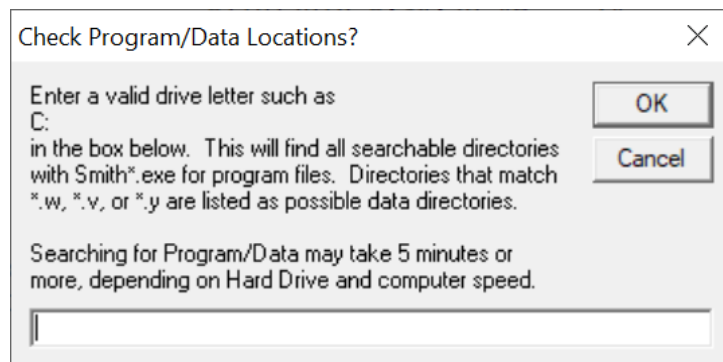 Check Program/Data Locations?
Enter a valid drive letter such as
C:
in the box below.  This will find all searchable directories
with Smith*.exe for program files.  Directories that match
*.w, *.v, or *.y are listed as possible data directories.
Searching for Program/Data may take 5 minutes or
more, depending on Hard Drive and computer speed.
OK
Cancel